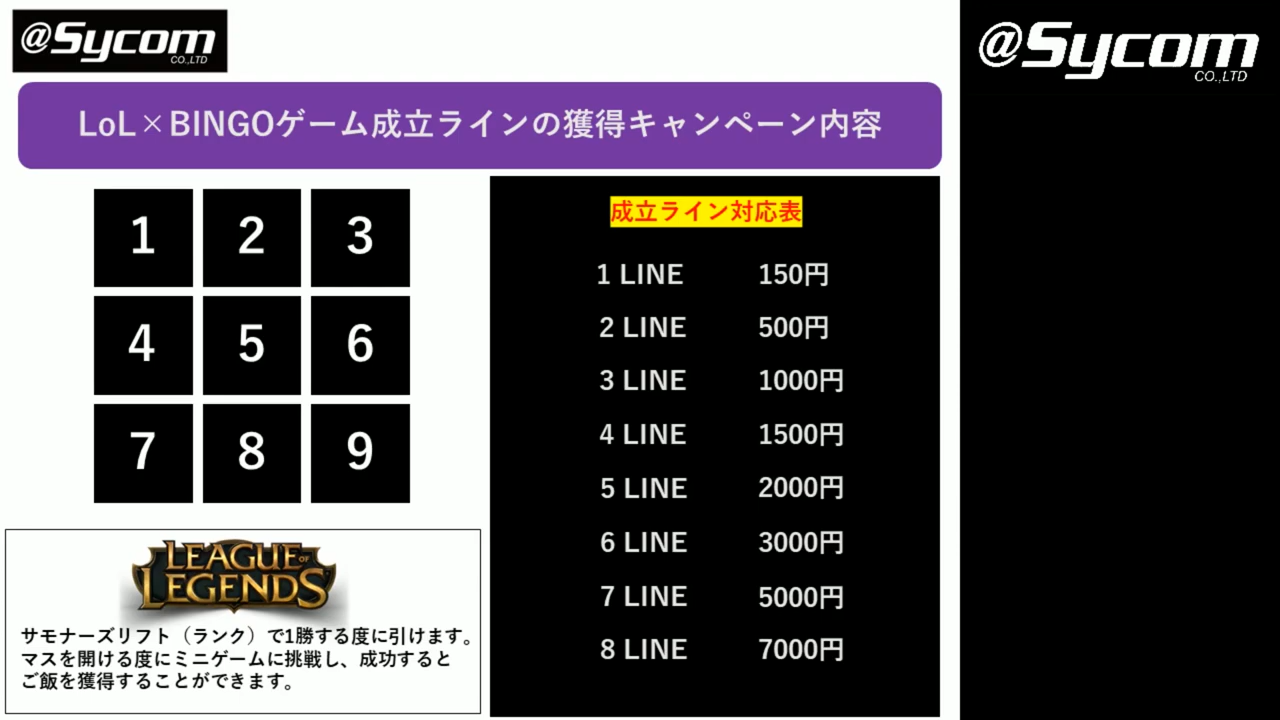 @Sycom
CO.,LTD
@Sycom
CO.,LTD
LoL×BINGOゲーム成立ラインの獲得キャンペーン内容
1 2 3
4 5 6
7 8 9
成立ライン対応表
1 LINE 150円
2 LINE 500円
3 LINE 1000円
4 LINE 1500円
5 LINE 2000円
6 LINE 3000円
7 LINE 5000円
8 LINE 7000円
LEAGUE OF
LEGENDS
サモナーズリフト（ランク）で1勝する度に引けます。
マスを開ける度にミニゲームに挑戦し、成功すると
ご飯を獲得することができます。